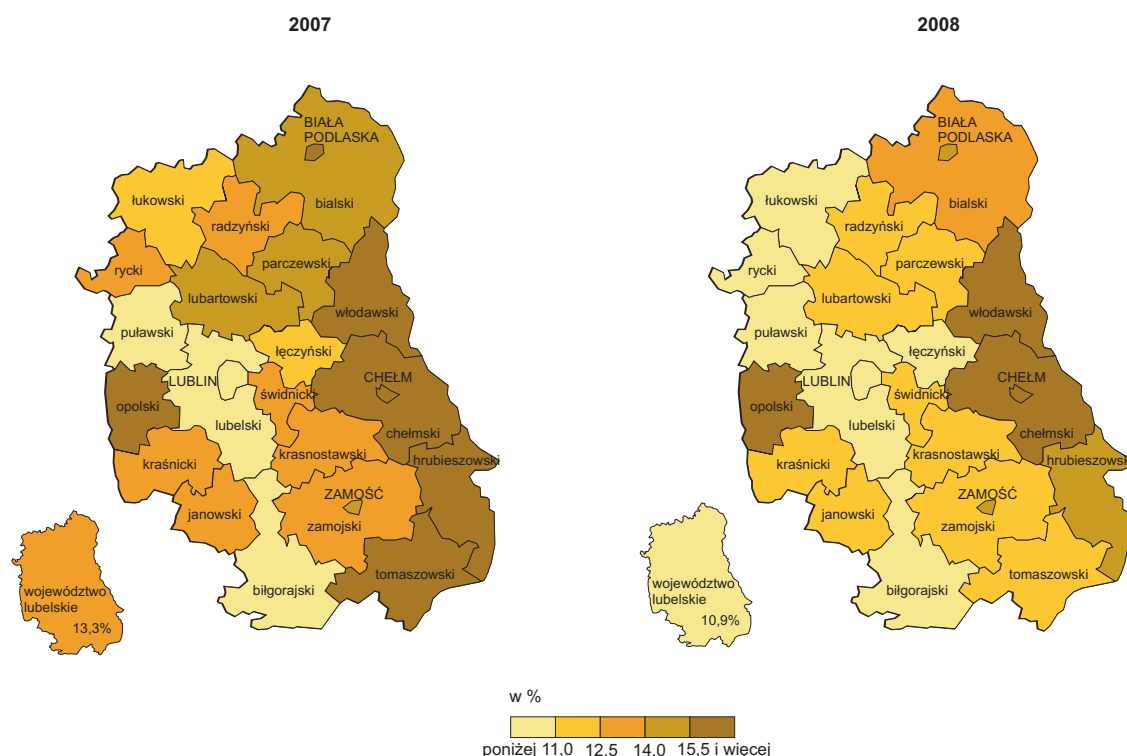 2007
BIAŁA
PODLASKA
łukowski
bialski
radzyński
rycki
parczewski
lubartowski
włodawski
puławski
łęczyński
LUBLIN
CHEŁM
świdnicki
opolski
lubelski
chełmski
krasnostawski
hrubieszowski
kraśnicki
ZAMOŚĆ
janowski
zamojski
tomaszowski
biłgorajski
województwo
lubelskie
13,3%
2008
BIAŁA
PODLASKA
łukowski
bialski
radzyński
rycki
parczewski
lubartowski
włodawski
puławski
łęczyński
LUBLIN
CHEŁM
świdnicki
opolski
lubelski
chełmski
krasnostawski
hrubieszowski
kraśnicki
ZAMOŚĆ
janowski
zamojski
tomaszowski
biłgorajski
województwo
lubelskie
10,9%
w %
poniżej 11,0 12,5 14,0 15,5 i więcej